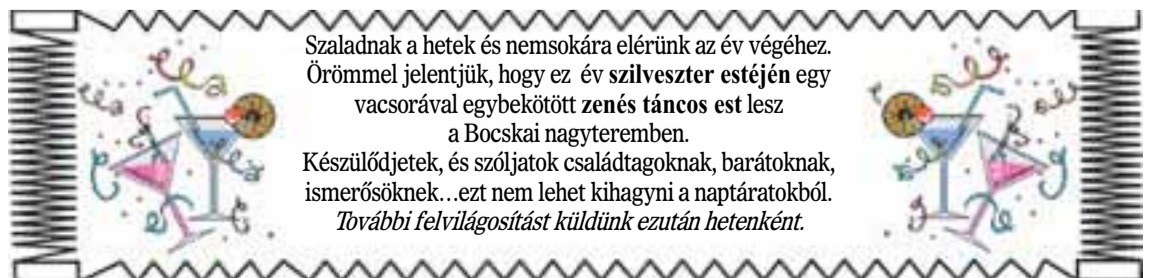 Szaladnak a hetek és nemsokára elérünk az év végéhez.
Örömmel jelentjük, hogy ez év szilveszter estéjén egy
vacsorával egybekötött zenés táncos est lesz
a Bocskai nagyteremben.
Készülődjetek, és szóljatok családtagoknak, barátoknak,
ismerősöknek…ezt nem lehet kihagyni a naptáratokból.
További felvilágosítást küldünk ezután hetenként.